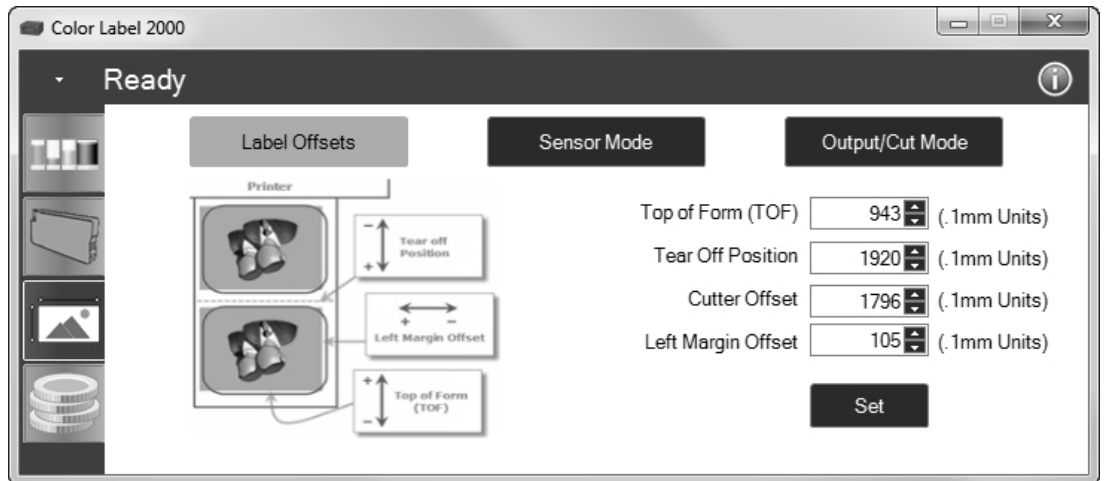 Color Label 2000
Ready
Label Offsets
Sensor Mode
Output/Cut Mode
Printer
- +
Tear off
Position
+ -
Left Margin Offset
+ -
Top of Form
(TOF)
Top of Form (TOF) 943 (.1mm Units)
Tear Off Position 1920 (.1mm Units)
Cutter Offset 1796 (.1mm Units)
Left Margin Offset 105 (.1mm Units)
Set